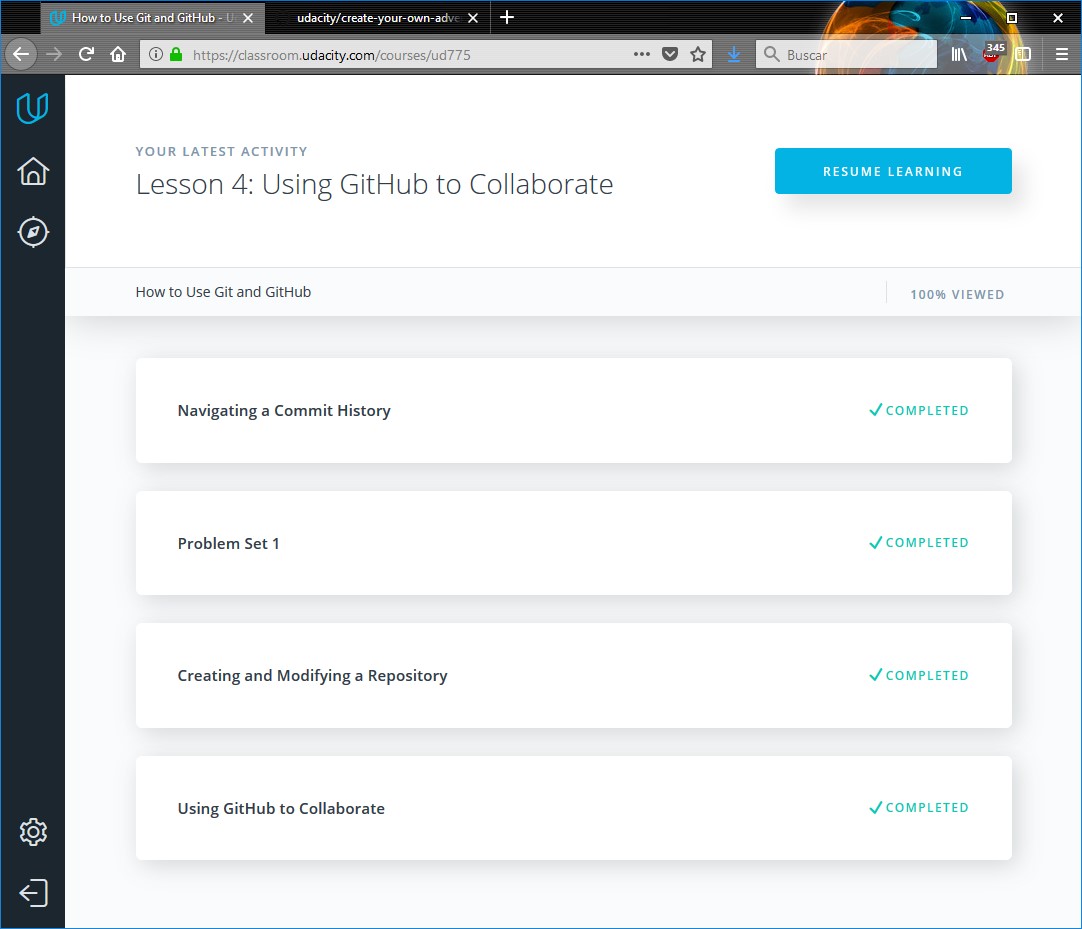 How to Use Git and GitHub - U
udacity/create-your-own-adve
https://classroom.udacity.com/courses/ud775
Buscar
345
ABP
YOUR LATEST ACTIVITY
Lesson 4: Using GitHub to Collaborate
RESUME LEARNING
How to Use Git and GitHub
100% VIEWED
Navigating a Commit History
COMPLETED
Problem Set 1
COMPLETED
Creating and Modifying a Repository
COMPLETED
Using GitHub to Collaborate
COMPLETED